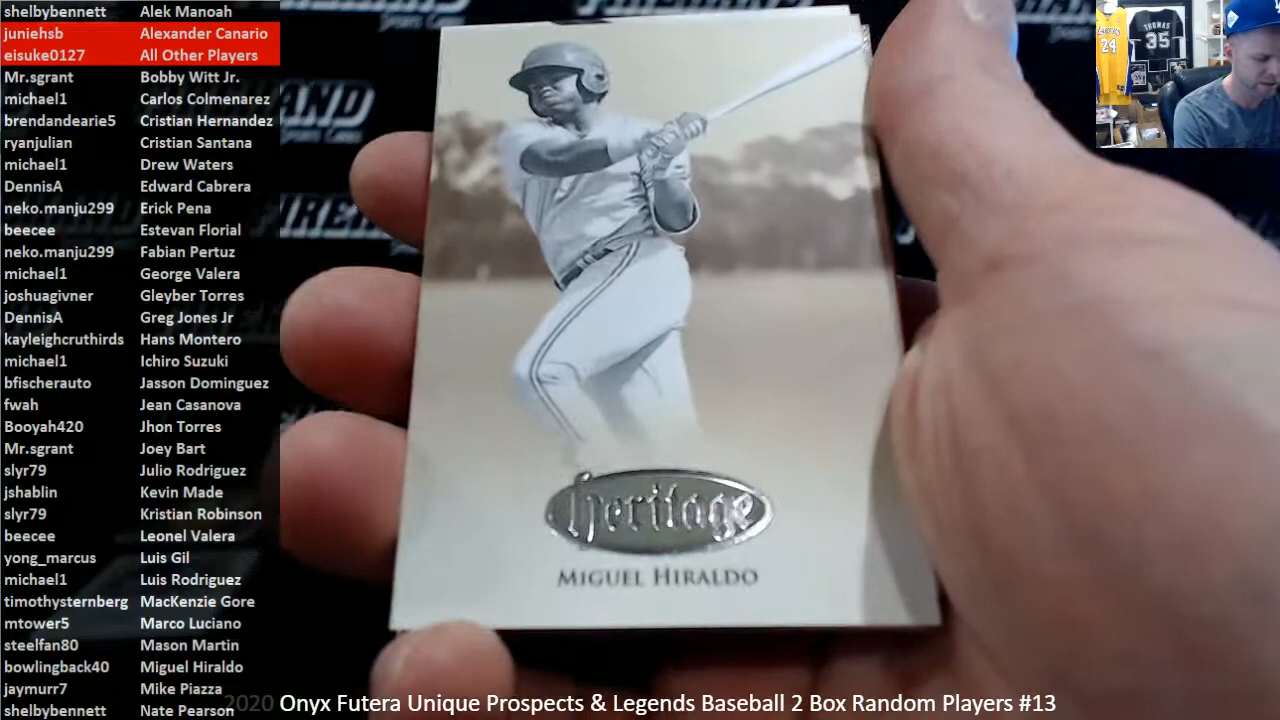 shelbybennett Alek Manoah
juniehsb Alexander Canario
eisuke0127 All Other Players
Mr.sgrant Bobby Witt Jr.
michael1 Carlos Colmenarez
brendandearie5 Cristian Hernandez
ryanjulian Cristian Santana
michael1 Drew Waters
DennisA Edward Cabrera
neko.manju299 Erick Pena
beecee Estevan Florial
neko.manju299 Fabian Pertuz
michael1 George Valera
joshuagivner Gleyber Torres
DennisA Greg Jones Jr
kayleighcruthirds Hans Montero
michael1 Ichiro Suzuki
bfischerauto Jasson Dominguez
fwah Jean Casanova
Booyah420 Jhon Torres
Mr.sgrant Joey Bart
slyr79 Julio Rodriguez
jshablin Kevin Made
slyr79 Kristian Robinson
beecee Leonel Valera
yong_marcus Luis Gil
michael1 Luis Rodriguez
timothysternberg MacKenzie Gore
mtower5 Marco Luciano
steelfan80 Mason Martin
bowlingback40 Miguel Hiraldo
jaymurr7 Mike Piazza
shelbybennett Nate Pearson
heritage
Miguel Hiraldo
THOMAS
35
24
2020 Onyx Futera Unique Prospects & Legends Baseball 2 Box Random Players #13